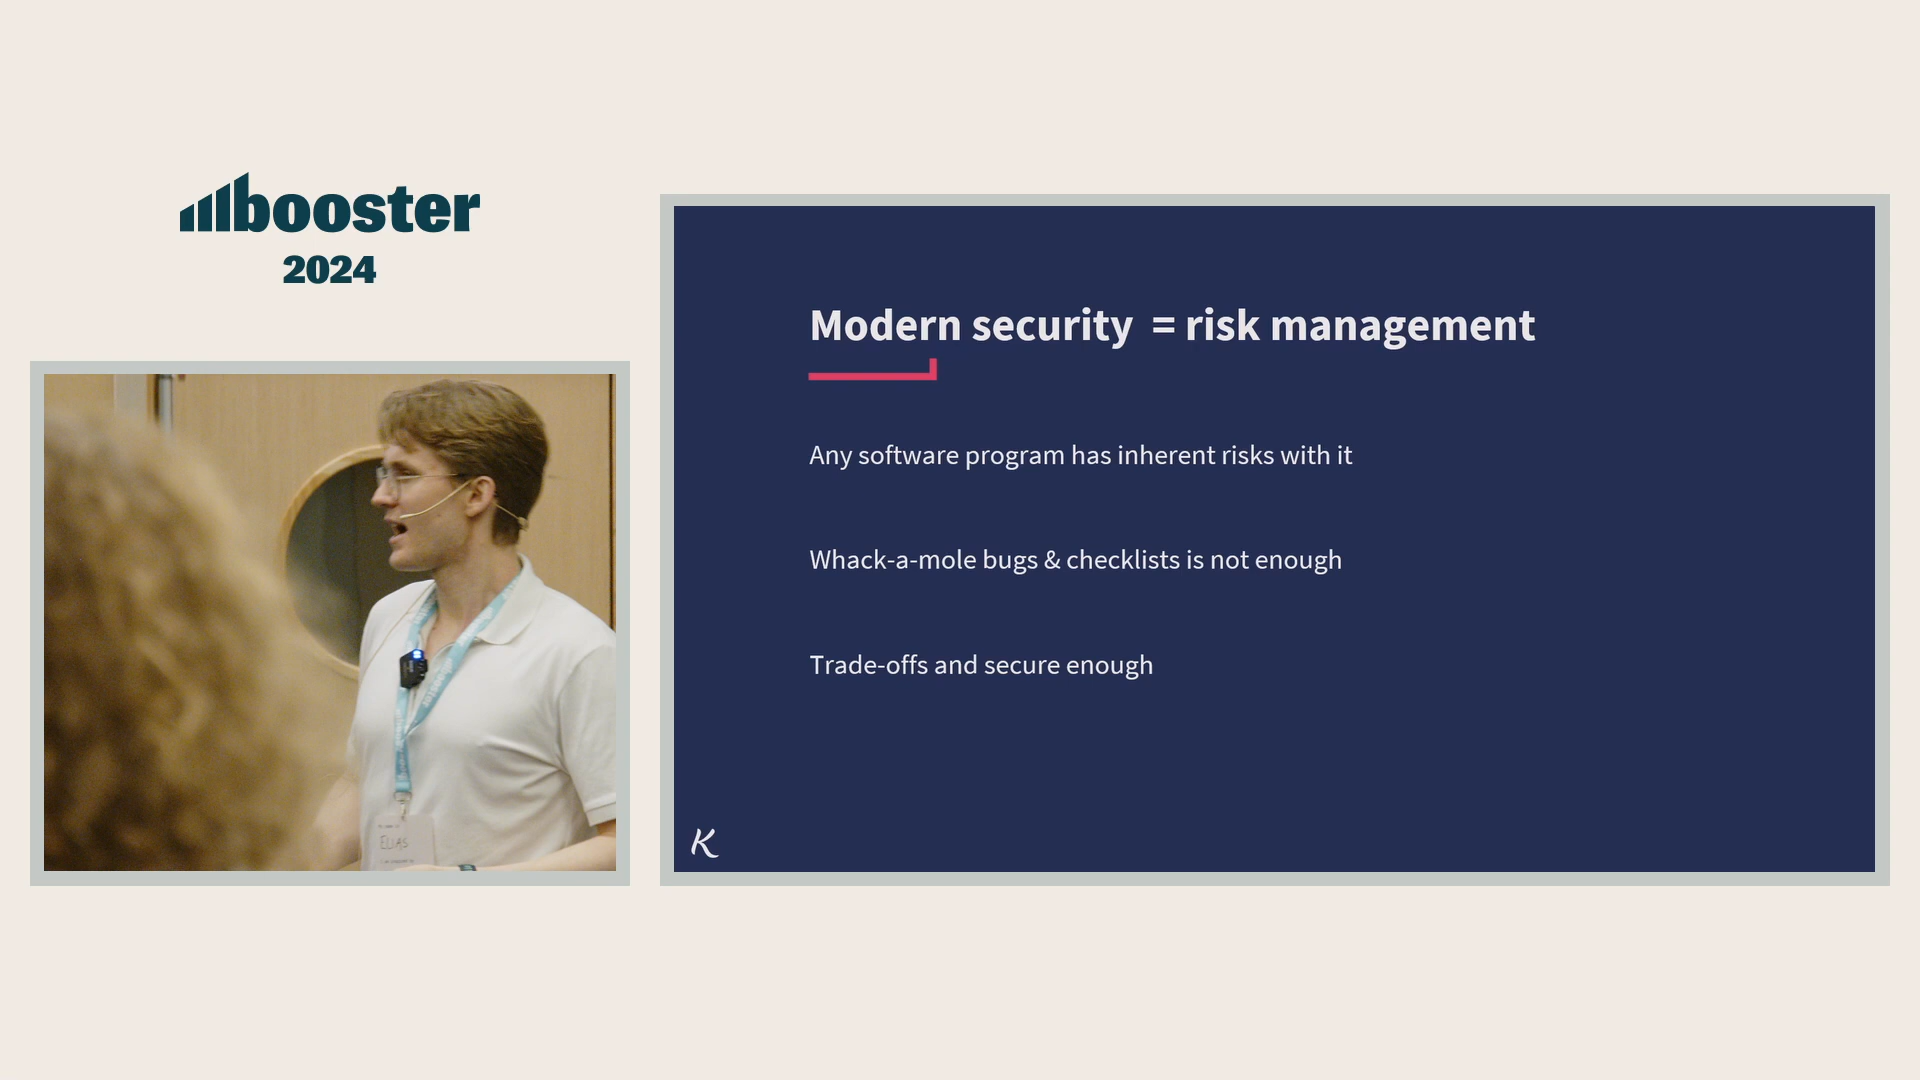 booster
2024
Modern security = risk management
Any software program has inherent risks with it
Whack-a-mole bugs & checklists is not enough
Trade-offs and secure enough
K
ELIAS